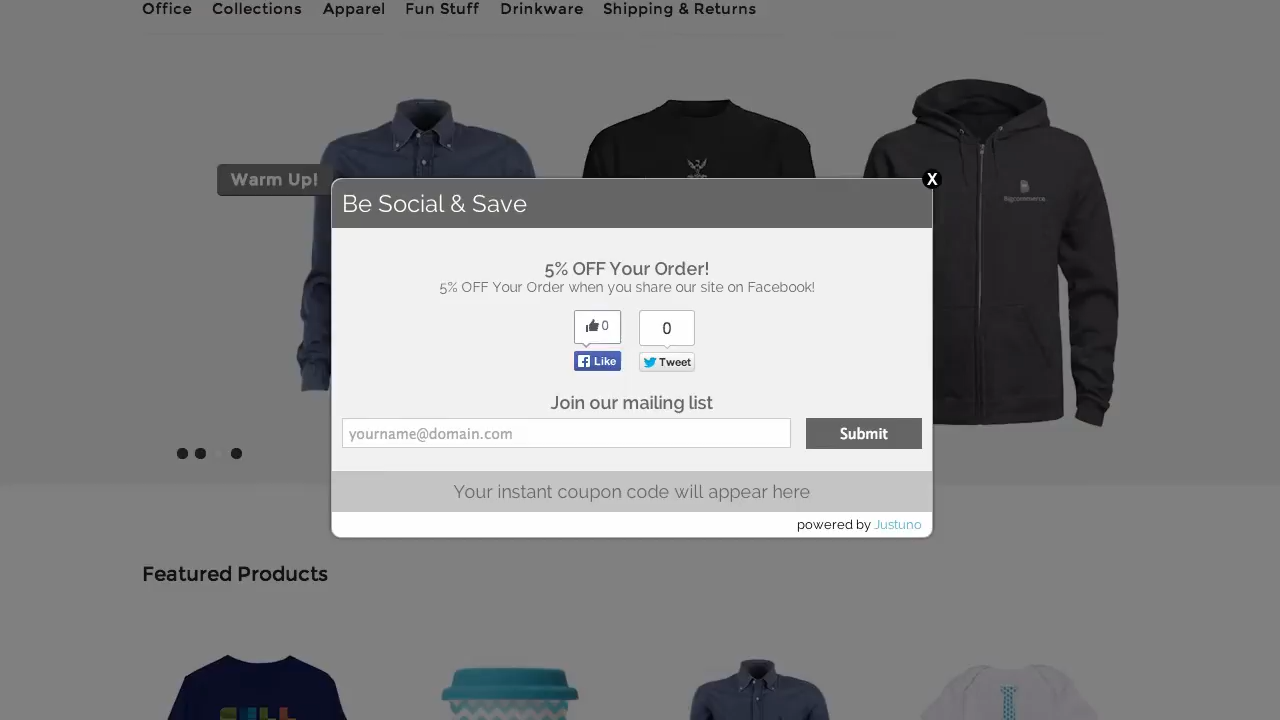 Office Collections Apparel Fun Stuff Drinkware Shipping & Returns
Warm Up!
X
Be Social & Save
5% OFF Your Order!
5% OFF Your Order when you share our site on Facebook!
0 0
Like Tweet
Join our mailing list
yourname@domain.com Submit
Your instant coupon code will appear here
powered by Justuno
Featured Products